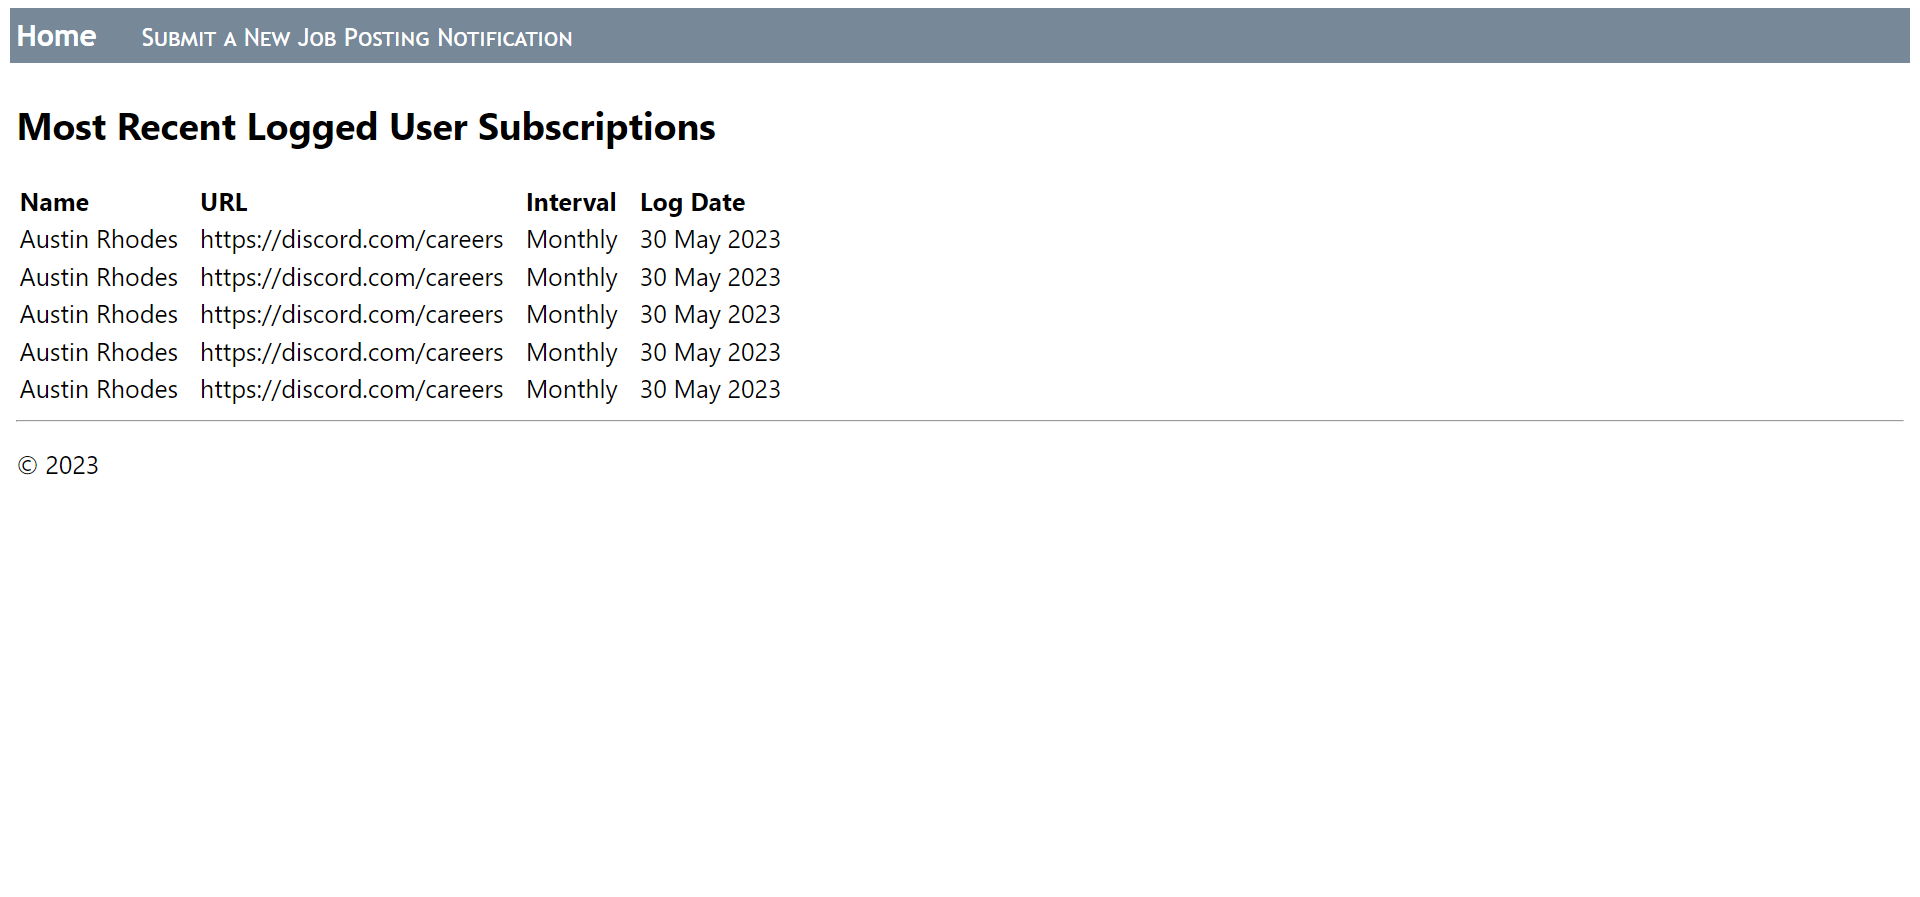 Home Submit a New Job Posting Notification
Most Recent Logged User Subscriptions
Name URL Interval Log Date
Austin Rhodes https://discord.com/careers Monthly 30 May 2023
Austin Rhodes https://discord.com/careers Monthly 30 May 2023
Austin Rhodes https://discord.com/careers Monthly 30 May 2023
Austin Rhodes https://discord.com/careers Monthly 30 May 2023
Austin Rhodes https://discord.com/careers Monthly 30 May 2023
© 2023